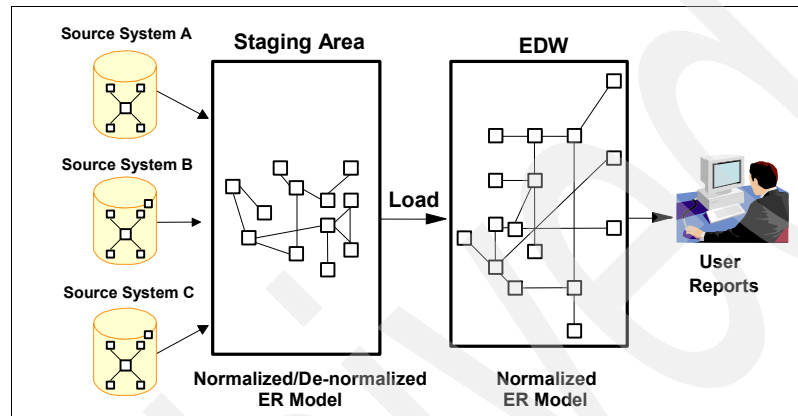 Source System A
Staging Area
EDW
Source System B
Load
Source System C
User
Reports
Normalized/De-normalized
ER Model
Normalized
ER Model